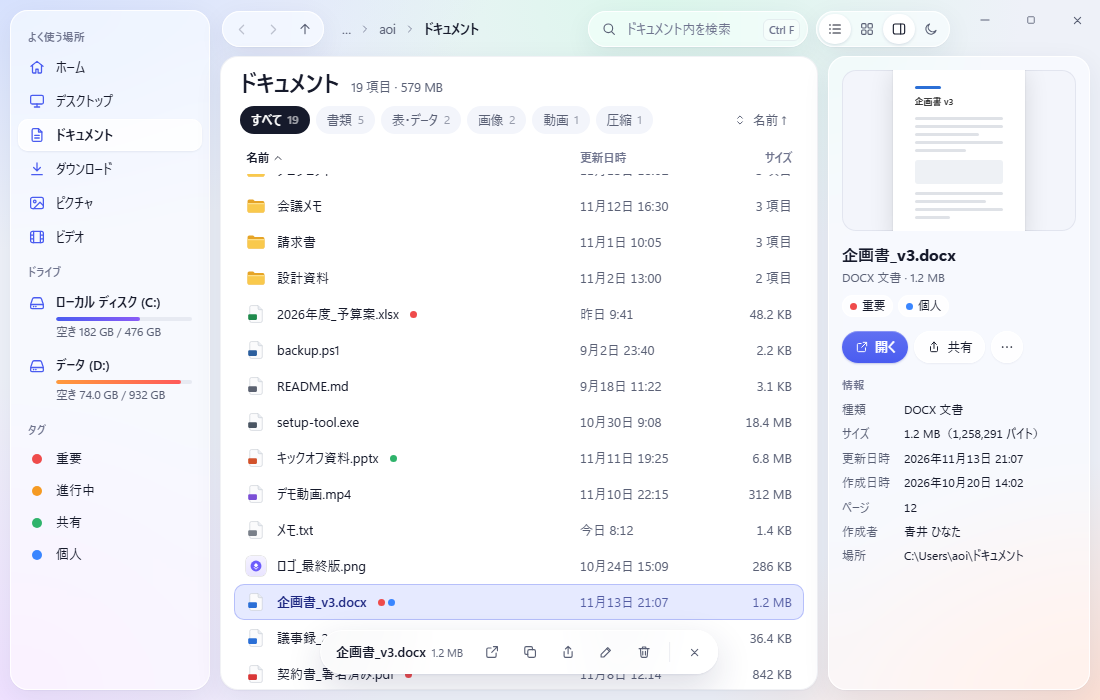 よく使う場所
ホーム
デスクトップ
ドキュメント
ダウンロード
ピクチャ
ビデオ
ドライブ
ローカル ディスク (C:)
空き 182 GB / 476 GB
データ (D:)
空き 74.0 GB / 932 GB
タグ
重要
進行中
共有
個人
... › aoi › ドキュメント
ドキュメント内を検索 Ctrl F
ドキュメント 19 項目 · 579 MB
すべて 19 書類 5 表・データ 2 画像 2 動画 1 圧縮 1 名前 ↑
名前 更新日時 サイズ
会議メモ 11月12日 16:30 3 項目
請求書 11月1日 10:05 3 項目
設計資料 11月2日 13:00 2 項目
2026年度_予算案.xlsx 昨日 9:41 48.2 KB
backup.ps1 9月2日 23:40 2.2 KB
README.md 9月18日 11:22 3.1 KB
setup-tool.exe 10月30日 9:08 18.4 MB
キックオフ資料.pptx 11月11日 19:25 6.8 MB
デモ動画.mp4 11月10日 22:15 312 MB
メモ.txt 今日 8:12 1.4 KB
ロゴ_最終版.png 10月24日 15:09 286 KB
企画書_v3.docx 11月13日 21:07 1.2 MB
議事録_ 36.4 KB
企画書_v3.docx 1.2 MB
契約書_署名済み.pdf 11月8日 12:14 842 KB
企画書 v3
企画書_v3.docx
DOCX 文書 · 1.2 MB
重要 個人
開く 共有 ...
情報
種類 DOCX 文書
サイズ 1.2 MB（1,258,291 バイト）
更新日時 2026年11月13日 21:07
作成日時 2026年10月20日 14:02
ページ 12
作成者 青井 ひなた
場所 C:\Users\aoi\ドキュメント